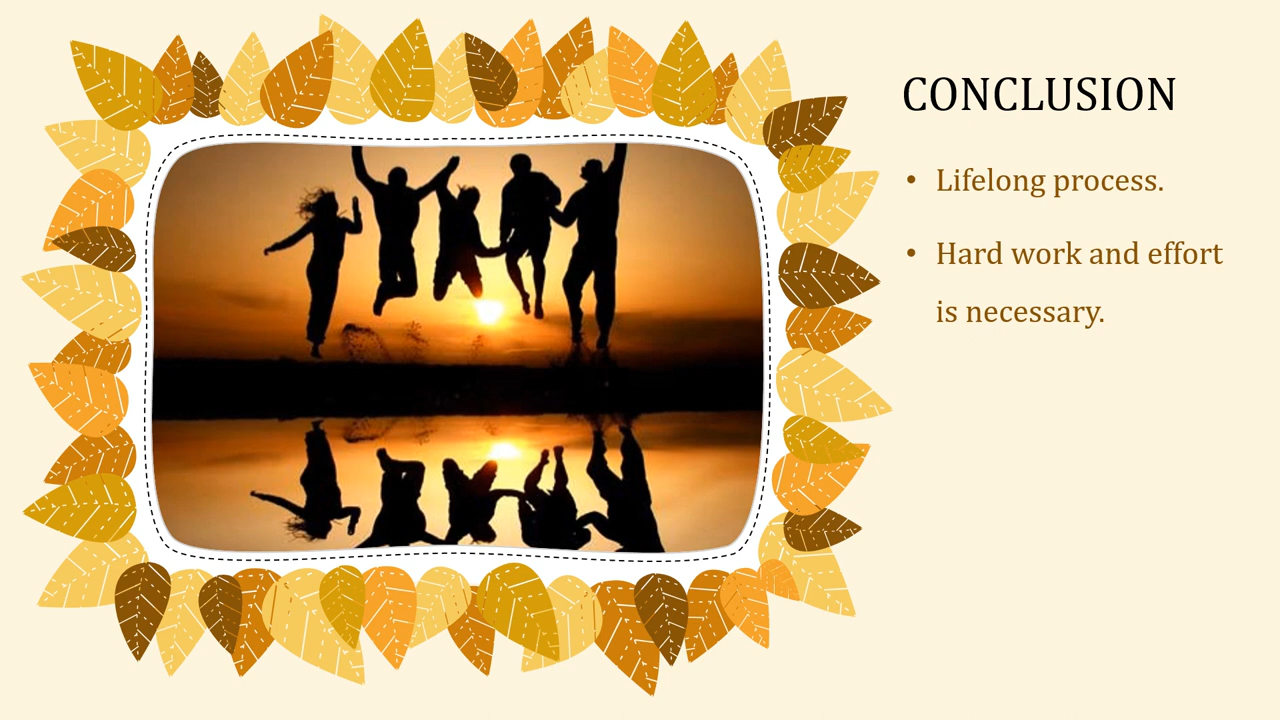 CONCLUSION
• Lifelong process.
• Hard work and effort
is necessary.